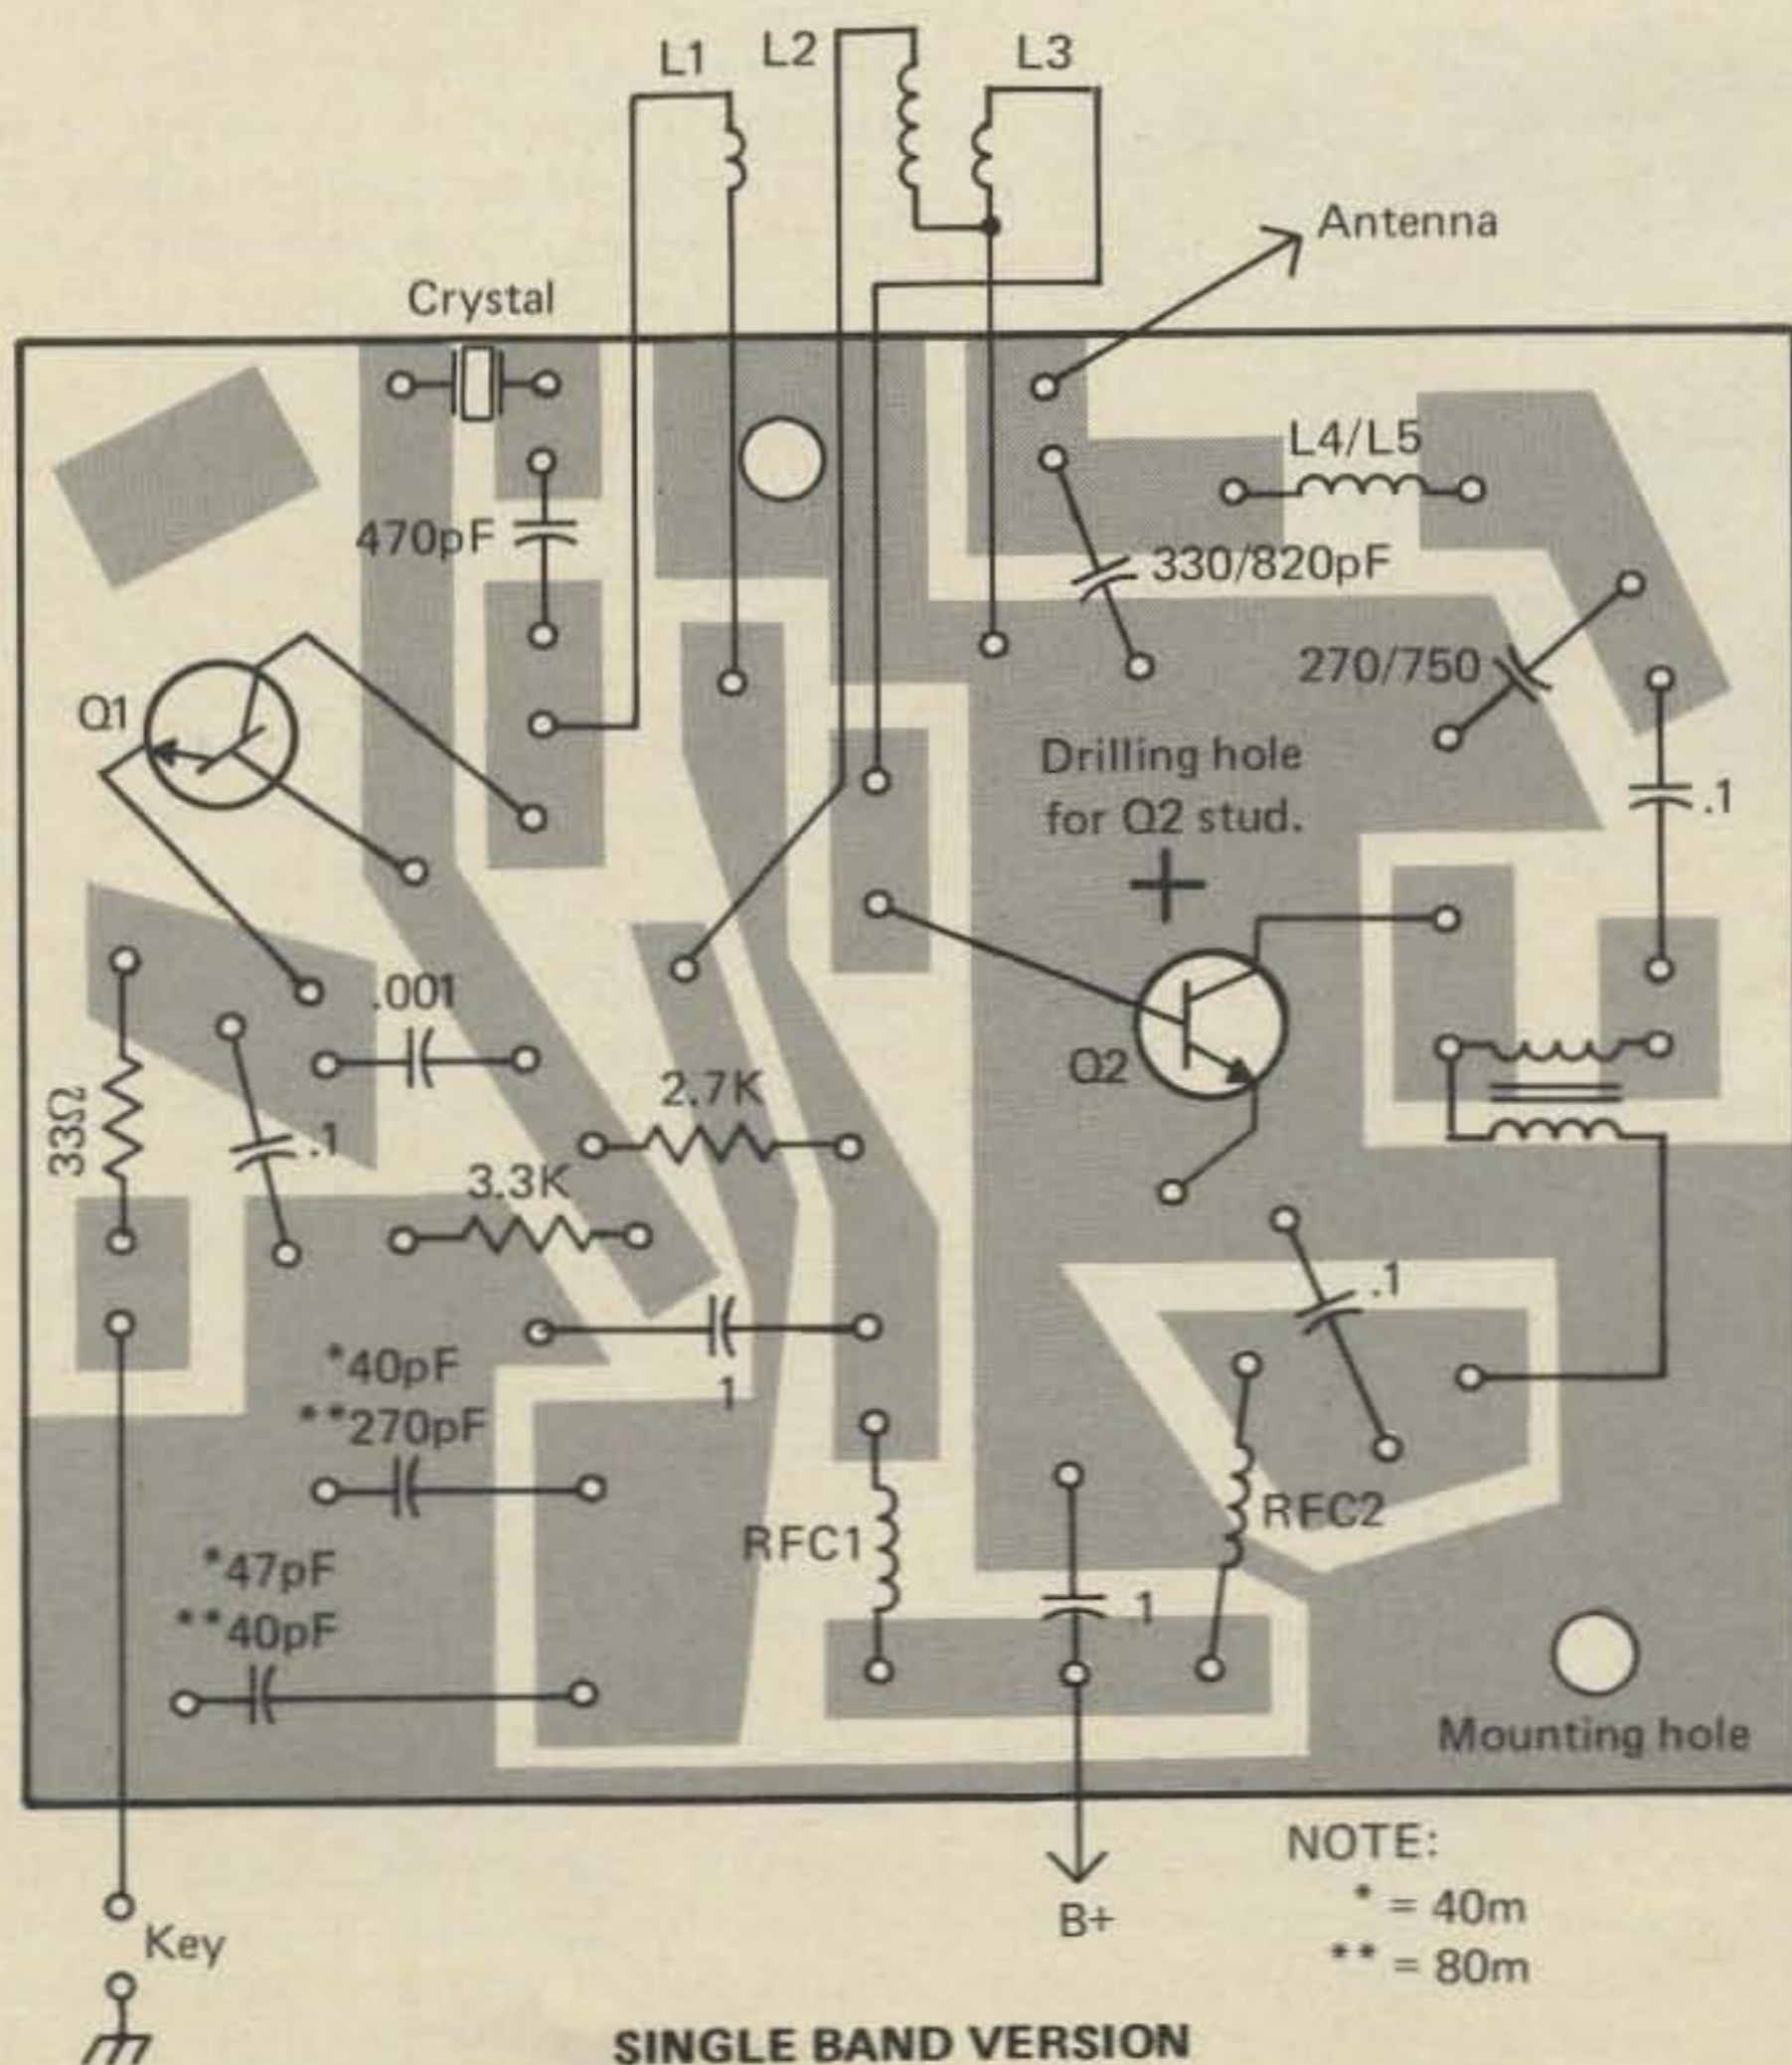 L1
L2
L3
Antenna
Crystal
L4/L5
470pF
330/820pF
270/750
Q1
Drilling hole
for Q2 stud.
.1
.001
Q2
33Ω
2.7K
.1
3.3K
.1
*40pF
1
**270pF
RFC1
RFC2
*47pF
.1
**40pF
Mounting hole
NOTE:
* = 40m
** = 80m
B+
Key
SINGLE BAND VERSION